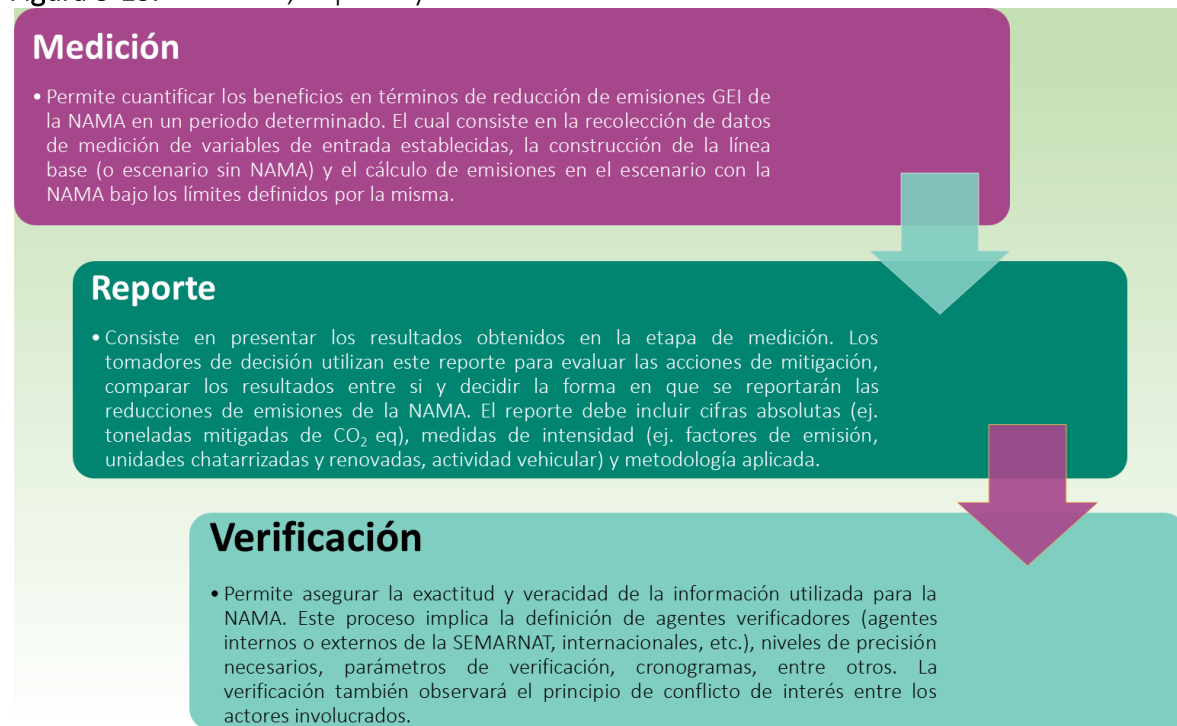 Medición
• Permite cuantificar los beneficios en términos de reducción de emisiones GEI de
la NAMA en un periodo determinado. El cual consiste en la recolección de datos
de medición de variables de entrada establecidas, la construcción de la línea
base (o escenario sin NAMA) y el cálculo de emisiones en el escenario con la
NAMA bajo los límites definidos por la misma.
Reporte
• Consiste en presentar los resultados obtenidos en la etapa de medición. Los
tomadores de decisión utilizan este reporte para evaluar las acciones de mitigación,
comparar los resultados entre si y decidir la forma en que se reportarán las
reducciones de emisiones de la NAMA. El reporte debe incluir cifras absolutas (ej.
toneladas mitigadas de CO₂ eq), medidas de intensidad (ej. factores de emisión,
unidades chatarrizadas y renovadas, actividad vehicular) y metodología aplicada.
Verificación
• Permite asegurar la exactitud y veracidad de la información utilizada para la
NAMA. Este proceso implica la definición de agentes verificadores (agentes
internos o externos de la SEMARNAT, internacionales, etc.), niveles de precisión
necesarios, parámetros de verificación, cronogramas, entre otros. La
verificación también observará el principio de conflicto de interés entre los
actores involucrados.